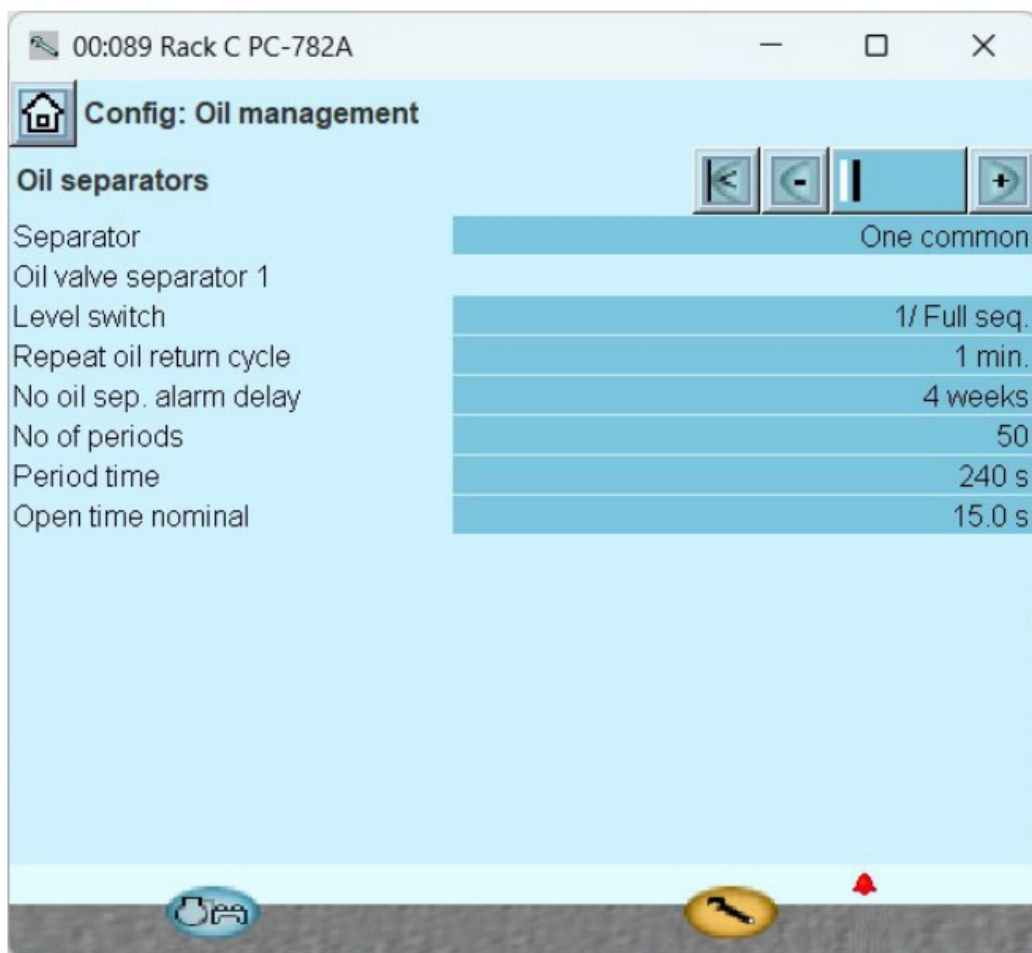 00:089 Rack C PC-782A
Config: Oil management
Oil separators
Separator One common
Oil valve separator 1
Level switch 1/ Full seq.
Repeat oil return cycle 1 min.
No oil sep. alarm delay 4 weeks
No of periods 50
Period time 240 s
Open time nominal 15.0 s